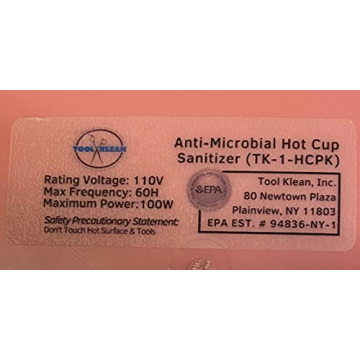 TOOL KLEAN
Anti-Microbial Hot Cup
Sanitizer (TK-1-HCPK)
Rating Voltage: 110V
Max Frequency: 60H
Maximum Power:100W
Safety Precautionary Statement:
Don't Touch Hot Surface & Tools
EPA
Tool Klean, Inc.
80 Newtown Plaza
Plainview, NY 11803
EPA EST. # 94836-NY-1